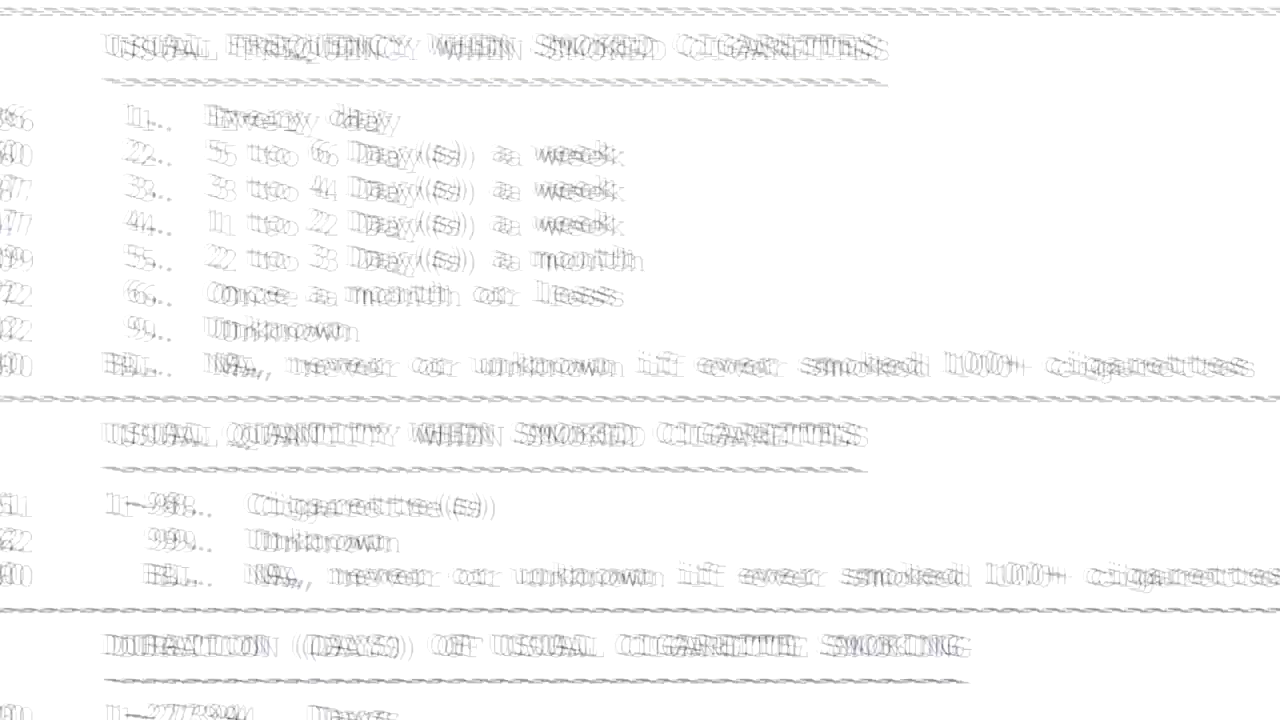 USUAL FREQUENCY WHEN SMOKED CIGARETTES
1. Every day
2. 5 to 6 Day(s) a week
3. 3 to 4 Day(s) a week
4. 1 to 2 Day(s) a week
5. 2 to 3 Day(s) a month
6. Once a month or less
9. Unknown
BL. NA, never or unknown if ever smoked 100+ cigarettes
USUAL QUANTITY WHEN SMOKED CIGARETTES
1-98. Cigarette(s)
99. Unknown
BL. NA, never or unknown if ever smoked 100+ cigarettes
DURATION (DAYS) OF USUAL CIGARETTE SMOKING
Days